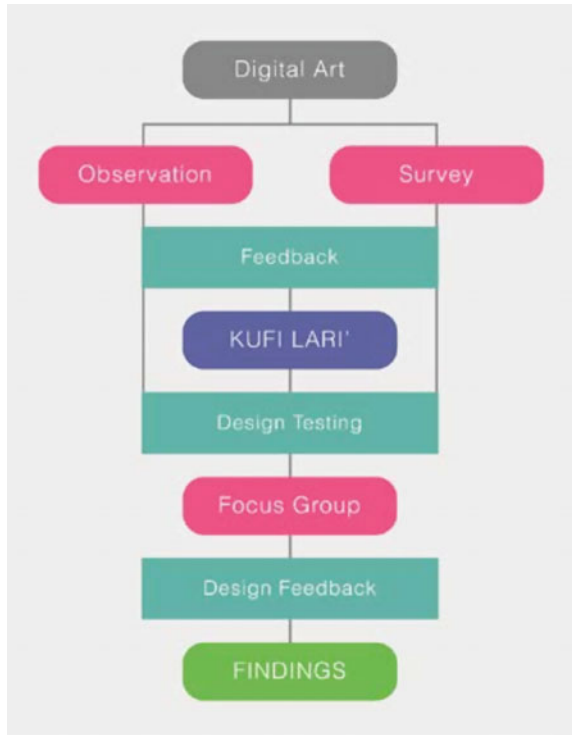 Digital Art
Observation
Survey
Feedback
KUFI LARI'
Design Testing
Focus Group
Design Feedback
FINDINGS